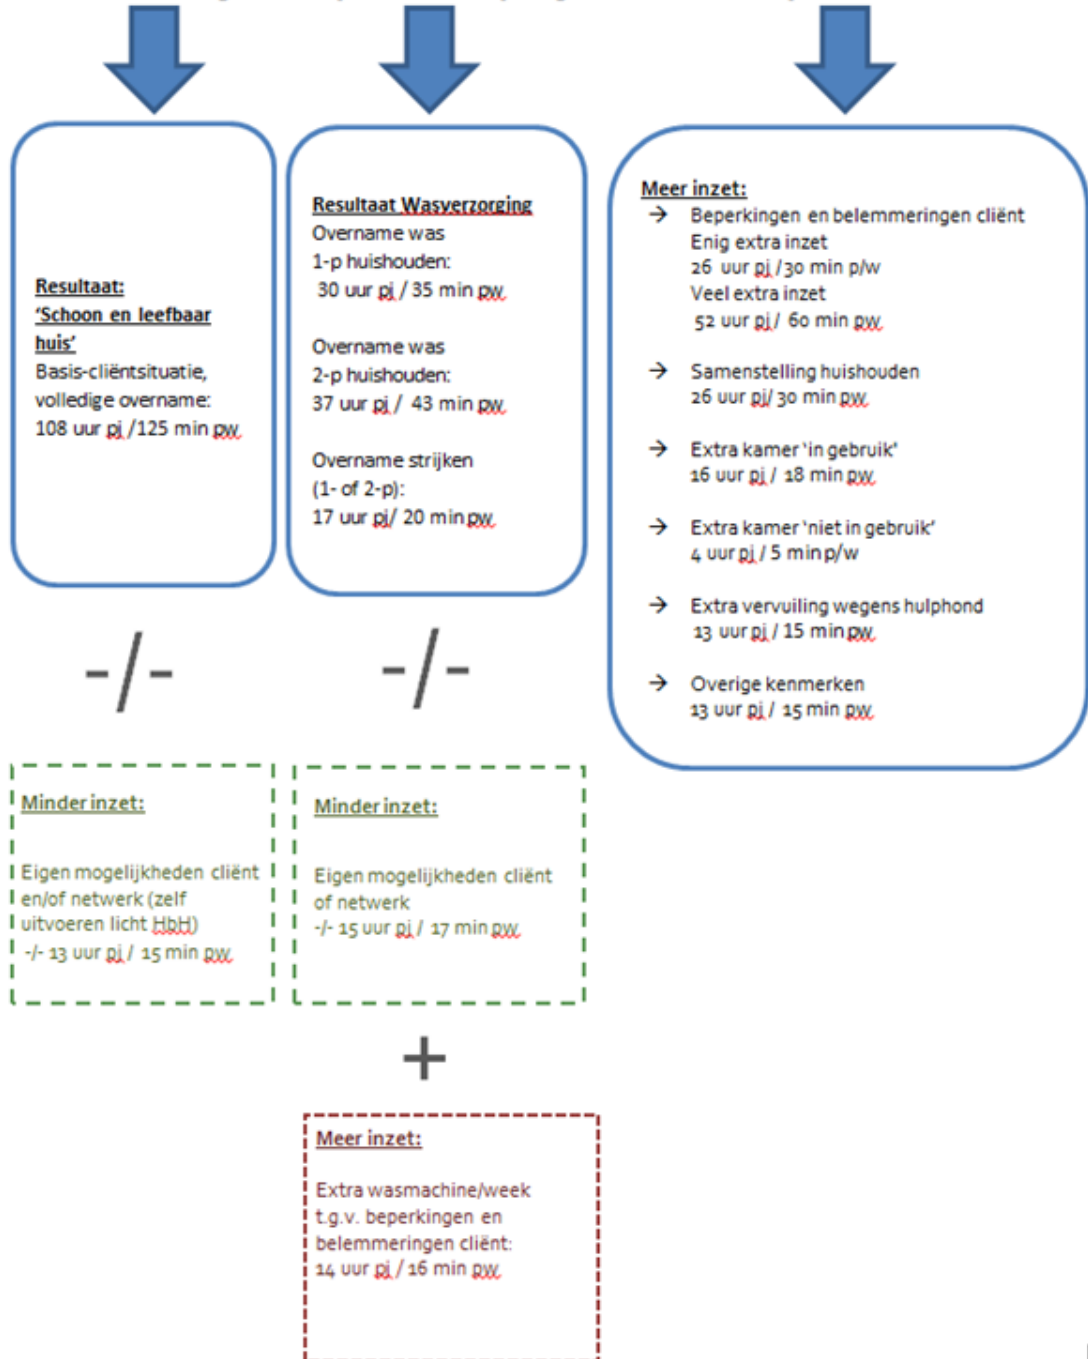 Resultaat:
'Schoon en leefbaar
huis'
Basis-cliëntsituatie,
volledige overname:
108 uur pj /125 min pw
Resultaat Wasverzorging
Overname was
1-p huishouden:
30 uur pj / 35 min pw
Overname was
2-p huishouden:
37 uur pj / 43 min pw
Overname strijken
(1- of 2-p):
17 uur pj/ 20 min pw
Meer inzet:
→ Beperkingen en belemmeringen cliënt
Enig extra inzet
26 uur pj /30 min p/w
Veel extra inzet
52 uur pj/ 60 min pw
→ Samenstelling huishouden
26 uur pj/ 30 min pw
→ Extra kamer 'in gebruik'
16 uur pj / 18 min pw
→ Extra kamer 'niet in gebruik'
4 uur pj / 5 min p/w
→ Extra vervuiling wegens hulphond
13 uur pj / 15 min pw
→ Overige kenmerken
13 uur pj / 15 min pw
-/-
-/-
Minder inzet:
Eigen mogelijkheden cliënt
en/of netwerk (zelf
uitvoeren licht HbH)
-/- 13 uur pj / 15 min pw
Minder inzet:
Eigen mogelijkheden cliënt
of netwerk
-/- 15 uur pj / 17 min pw
+
Meer inzet:
Extra wasmachine/week
t.g.v. beperkingen en
belemmeringen cliënt:
14 uur pj / 16 min pw